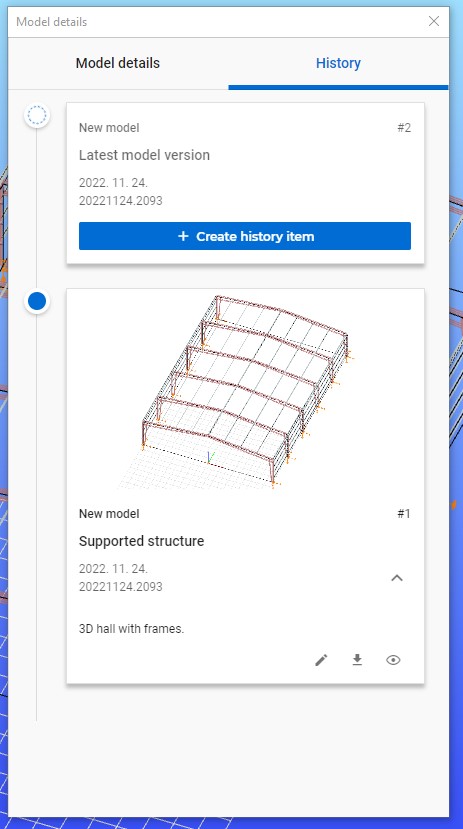 Model details
Model details
History
New model
#2
Latest model version
2022. 11. 24.
20221124.2093
+ Create history item
New model
#1
Supported structure
2022. 11. 24.
20221124.2093
3D hall with frames.